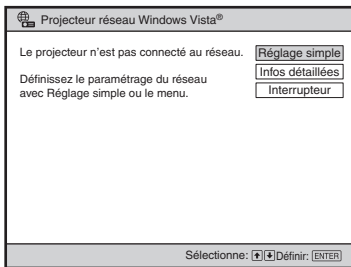 Projecteur réseau Windows Vista®
Le projecteur n'est pas connecté au réseau.
Définissez le paramétrage du réseau
avec Réglage simple ou le menu.
Réglage simple
Infos détaillées
Interrupteur
Sélectionne: Définir: ENTER